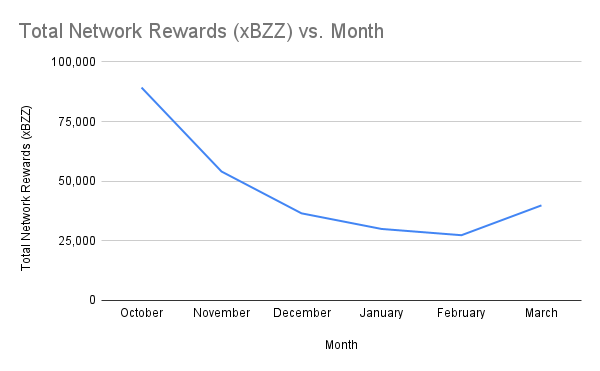 Total Network Rewards (xBZZ) vs. Month
Total Network Rewards (xBZZ)
100,000
75,000
50,000
25,000
0
October November December January February March
Month